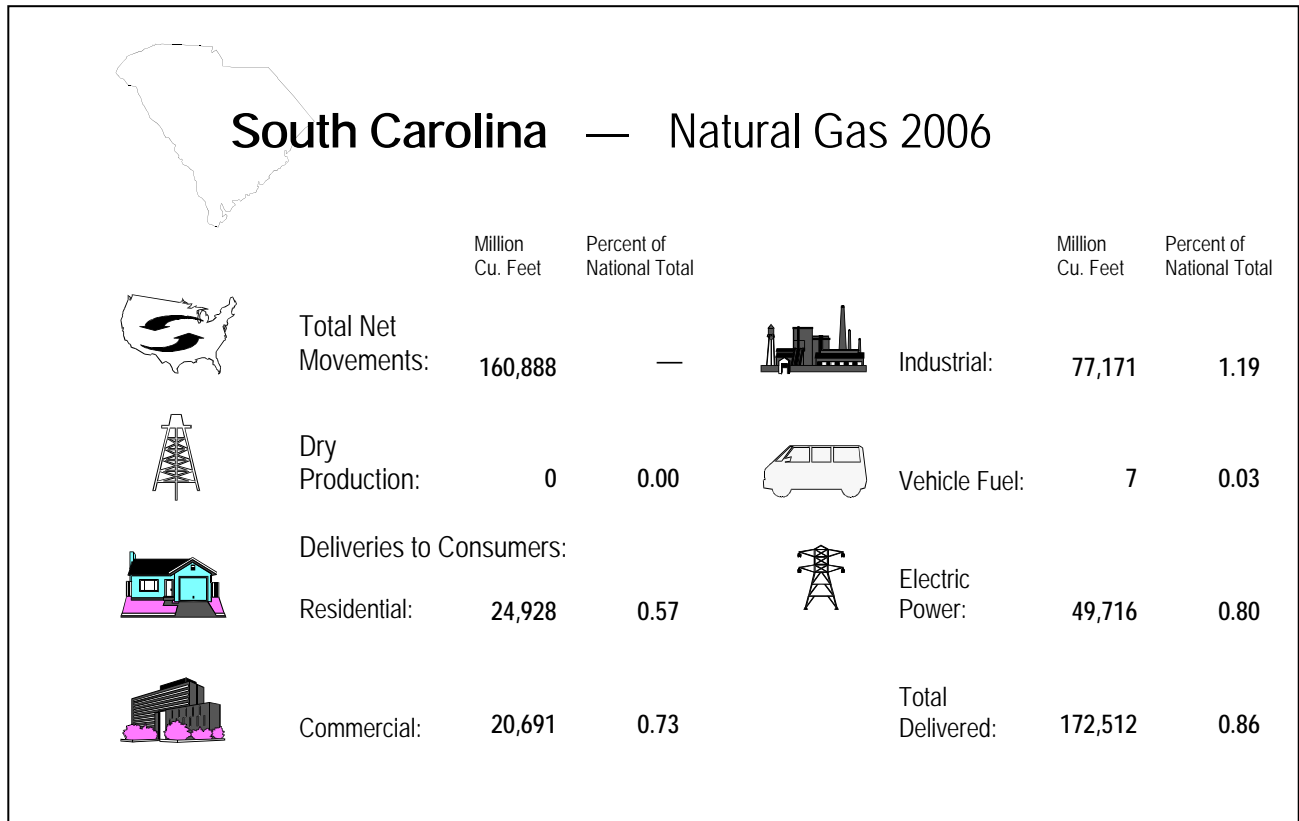 South Carolina — Natural Gas 2006
Million
Cu. Feet
Percent of
National Total
Total Net
Movements: 160,888 —
Dry
Production: 0 0.00
Deliveries to Consumers:
Residential: 24,928 0.57
Commercial: 20,691 0.73
Million
Cu. Feet
Percent of
National Total
Industrial: 77,171 1.19
Vehicle Fuel: 7 0.03
Electric
Power: 49,716 0.80
Total
Delivered: 172,512 0.86